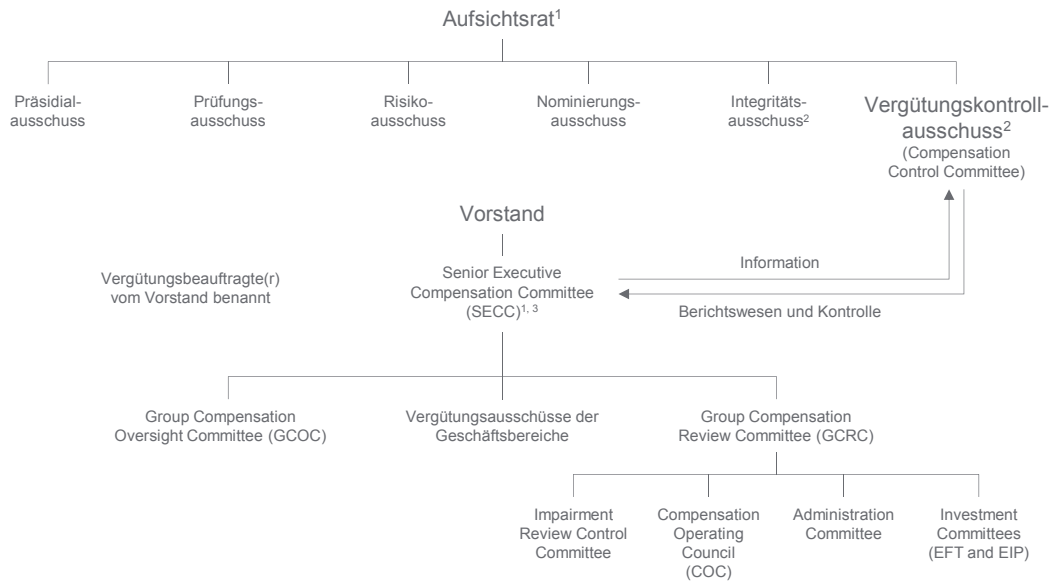 Aufsichtsrat¹
Präsidial-
ausschuss
Prüfungs-
ausschuss
Risiko-
ausschuss
Nominierungs-
ausschuss
Integritäts-
ausschuss²
Vergütungskontroll-
ausschuss²
(Compensation
Control Committee)
Vorstand
Vergütungsbeauftragte(r)
vom Vorstand benannt
Senior Executive
Compensation Committee
(SECC)¹˒ ³
Information
Berichtswesen und Kontrolle
Group Compensation
Oversight Committee (GCOC)
Vergütungsausschüsse der
Geschäftsbereiche
Group Compensation
Review Committee (GCRC)
Impairment
Review Control
Committee
Compensation
Operating
Council
(COC)
Administration
Committee
Investment
Committees
(EFT and EIP)